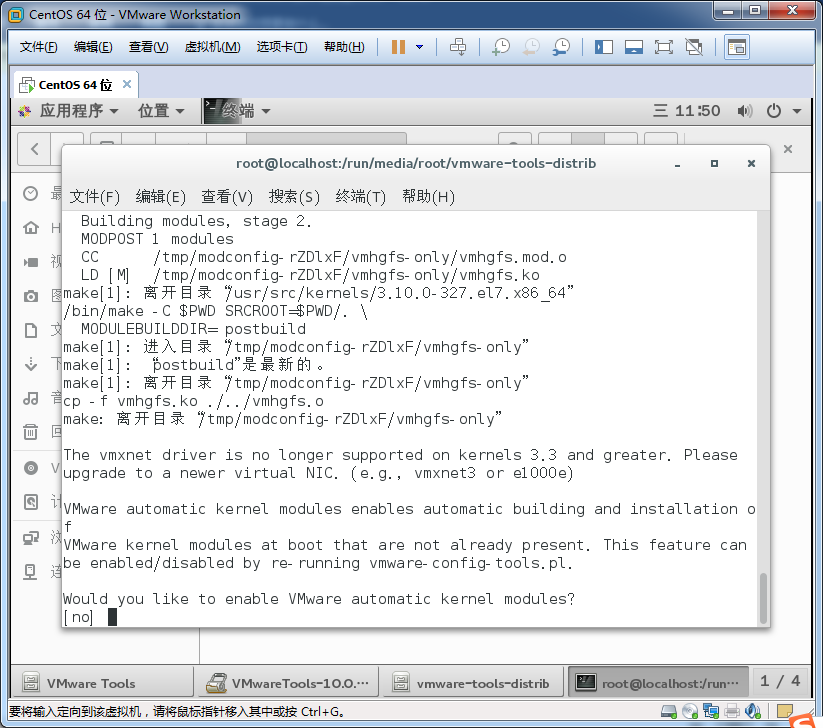 CentOS 64 位 - VMware Workstation
文件(F) 编辑(E) 查看(V) 虚拟机(M) 选项卡(T) 帮助(H)
CentOS 64 位
应用程序 位置 终端 三 11:50
root@localhost:/run/media/root/vmware-tools-distrib
文件(F) 编辑(E) 查看(V) 搜索(S) 终端(T) 帮助(H)
Building modules, stage 2.
MODPOST 1 modules
CC /tmp/modconfig-rZDlxF/vmhgfs-only/vmhgfs.mod.o
LD [M] /tmp/modconfig-rZDlxF/vmhgfs-only/vmhgfs.ko
make[1]: 离开目录“/usr/src/kernels/3.10.0-327.el7.x86_64”
/bin/make -C $PWD SRCROOT=$PWD/. \
MODULEBUILDDIR= postbuild
make[1]: 进入目录“/tmp/modconfig-rZDlxF/vmhgfs-only”
make[1]: “postbuild”是最新的。
make[1]: 离开目录“/tmp/modconfig-rZDlxF/vmhgfs-only”
cp -f vmhgfs.ko ./../vmhgfs.o
make: 离开目录“/tmp/modconfig-rZDlxF/vmhgfs-only”
The vmxnet driver is no longer supported on kernels 3.3 and greater. Please
upgrade to a newer virtual NIC. (e.g., vmxnet3 or e1000e)
VMware automatic kernel modules enables automatic building and installation o
f
VMware kernel modules at boot that are not already present. This feature can
be enabled/disabled by re-running vmware-config-tools.pl.
Would you like to enable VMware automatic kernel modules?
[no]
VMware Tools VMwareTools-10.0.… vmware-tools-distrib root@localhost:/run… 1 / 4
要将输入定向到该虚拟机，请将鼠标指针移入其中或按 Ctrl+G。